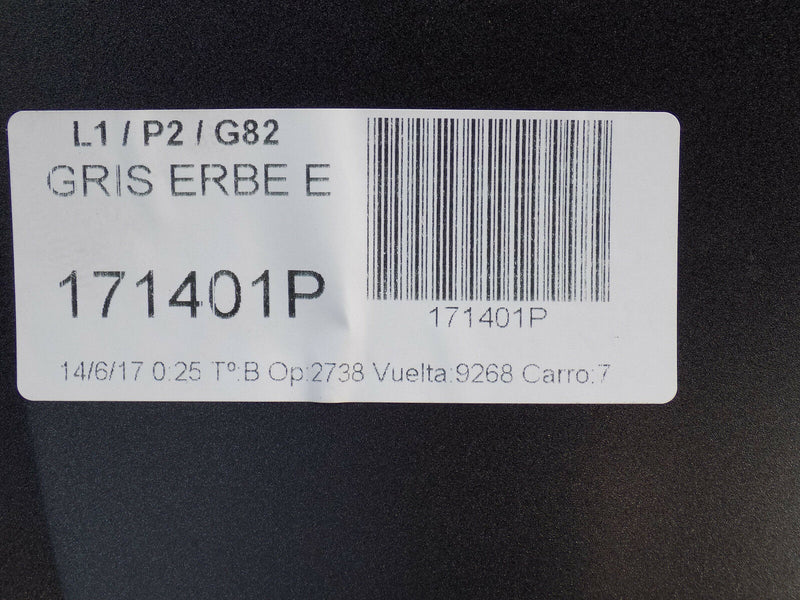 L1 / P2 / G82
GRIS ERBE E
171401P
171401P
14/6/17 0:25 Tº:B Op:2738 Vuelta:9268 Carro:7